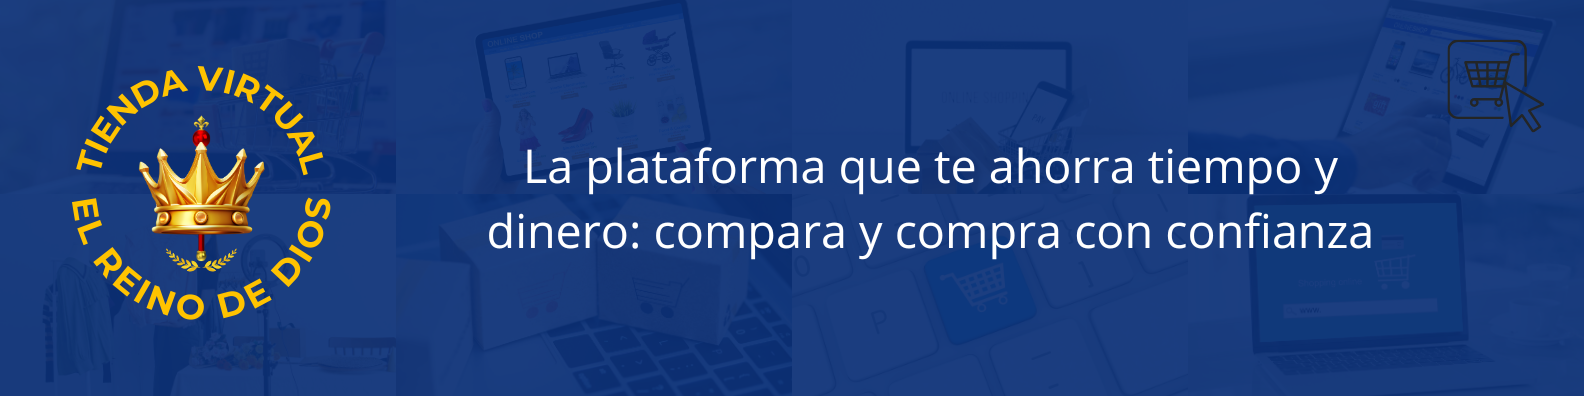 TIENDA VIRTUAL
EL REINO DE DIOS
La plataforma que te ahorra tiempo y
dinero: compara y compra con confianza
P